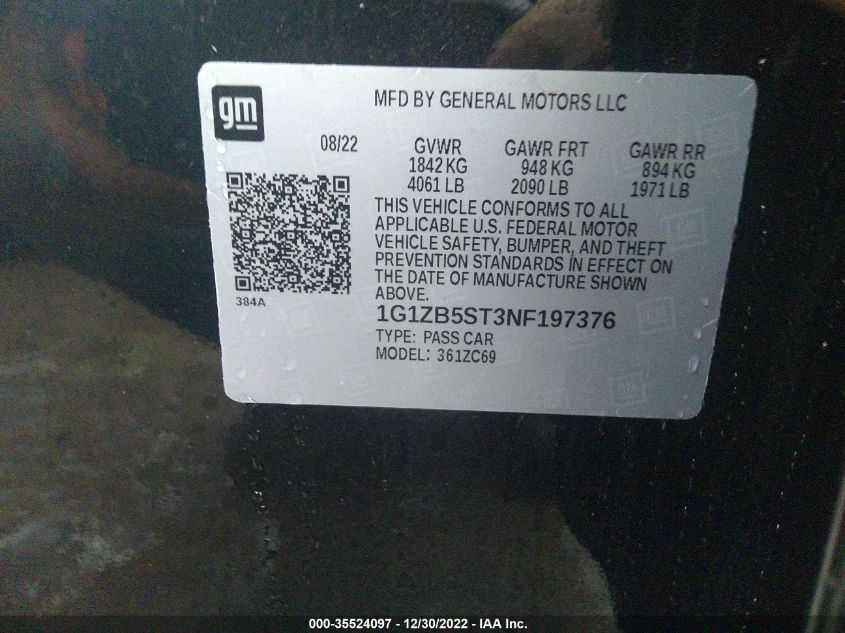 gm
MFD BY GENERAL MOTORS LLC
08/22 GVWR GAWR FRT GAWR RR
1842 KG 948 KG 894 KG
4061 LB 2090 LB 1971 LB
THIS VEHICLE CONFORMS TO ALL
APPLICABLE U.S. FEDERAL MOTOR
VEHICLE SAFETY, BUMPER, AND THEFT
PREVENTION STANDARDS IN EFFECT ON
THE DATE OF MANUFACTURE SHOWN
ABOVE.
384A
1G1ZB5ST3NF197376
TYPE: PASS CAR
MODEL: 361ZC69
000-35524097 - 12/30/2022 - IAA Inc.